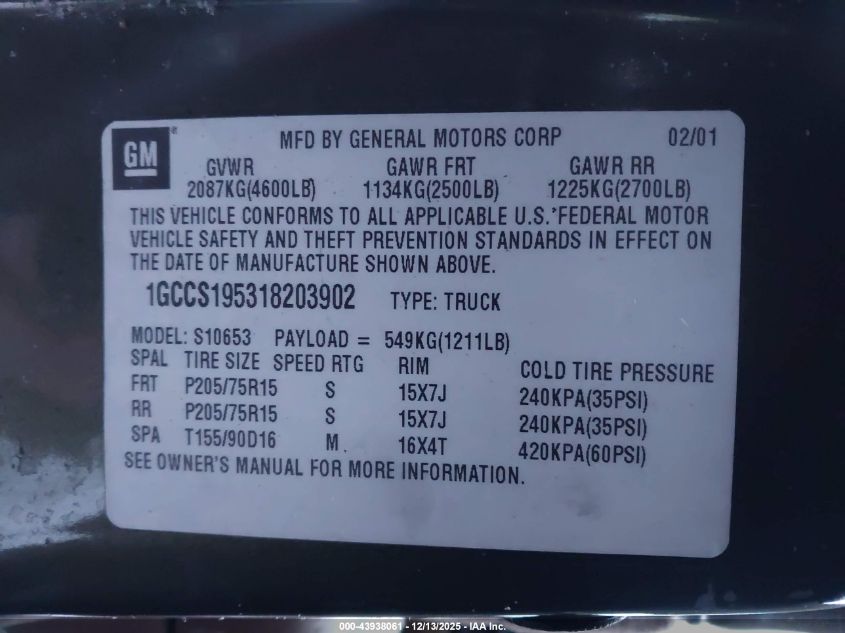 GM
MFD BY GENERAL MOTORS CORP 02/01
GVWR GAWR FRT GAWR RR
2087KG(4600LB) 1134KG(2500LB) 1225KG(2700LB)
THIS VEHICLE CONFORMS TO ALL APPLICABLE U.S. FEDERAL MOTOR
VEHICLE SAFETY AND THEFT PREVENTION STANDARDS IN EFFECT ON
THE DATE OF MANUFACTURE SHOWN ABOVE.
1GCCS195318203902 TYPE: TRUCK
MODEL: S10653 PAYLOAD = 549KG(1211LB)
SPAL TIRE SIZE SPEED RTG RIM COLD TIRE PRESSURE
FRT P205/75R15 S 15X7J 240KPA(35PSI)
RR P205/75R15 S 15X7J 240KPA(35PSI)
SPA T155/90D16 M 16X4T 420KPA(60PSI)
SEE OWNER'S MANUAL FOR MORE INFORMATION.
000-43938061 - 12/13/2025 - IAA Inc.